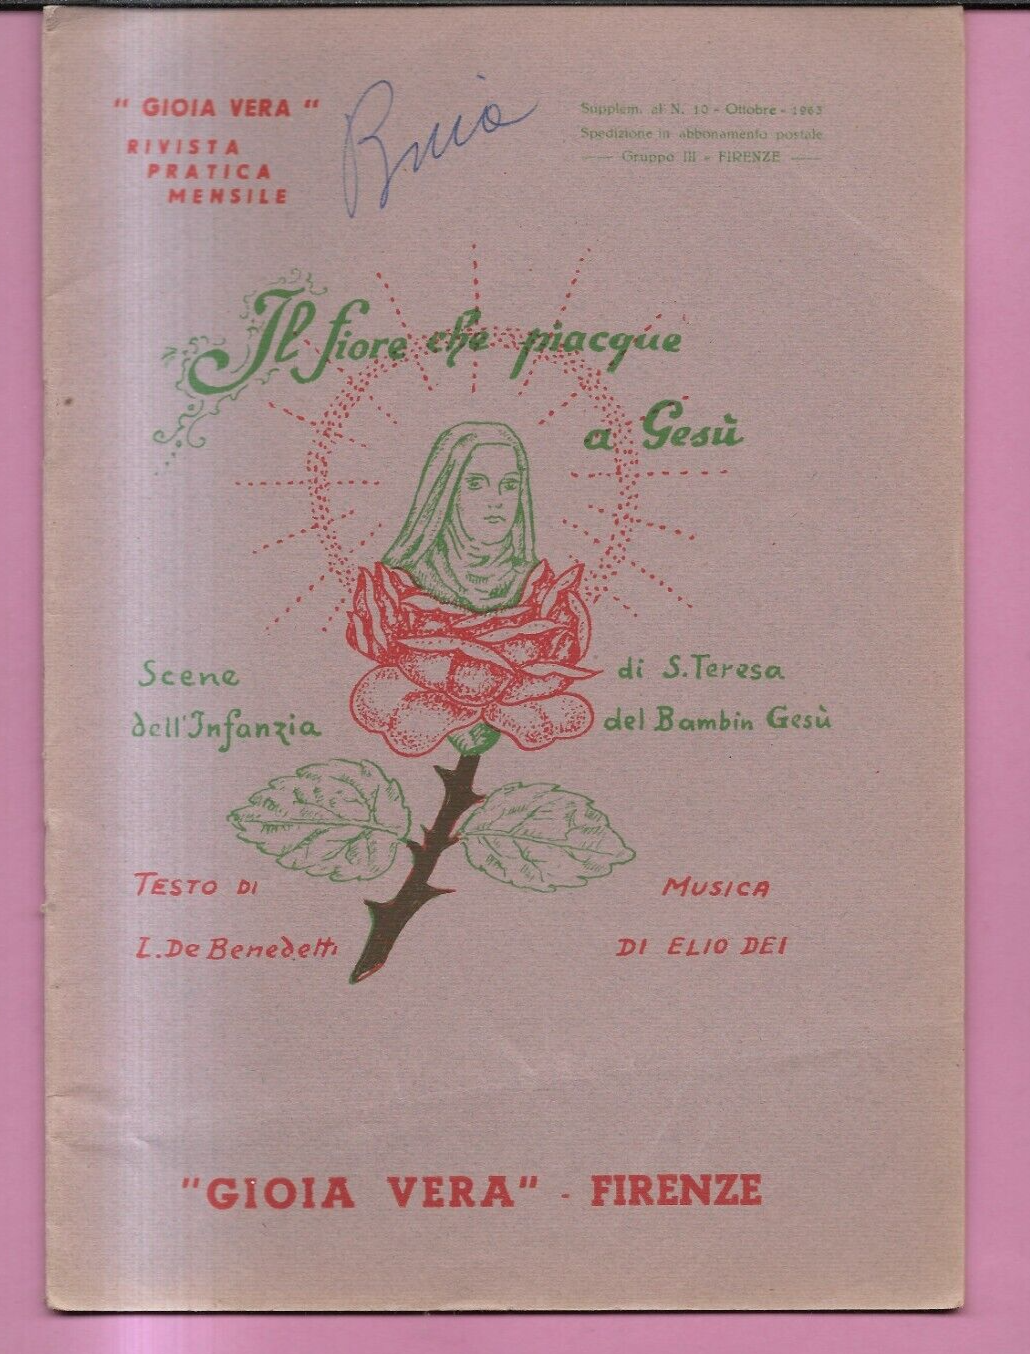 " GIOIA VERA "
RIVISTA
PRATICA
MENSILE
Supplem. al N. 10 - Ottobre - 1963
Spedizione in abbonamento postale
Gruppo III - FIRENZE
Il fiore che piacque
a Gesù
Scene
dell'Infanzia
di S. Teresa
del Bambin Gesù
TESTO DI
I. De Benedetti
MUSICA
DI ELIO DEI
"GIOIA VERA" - FIRENZE